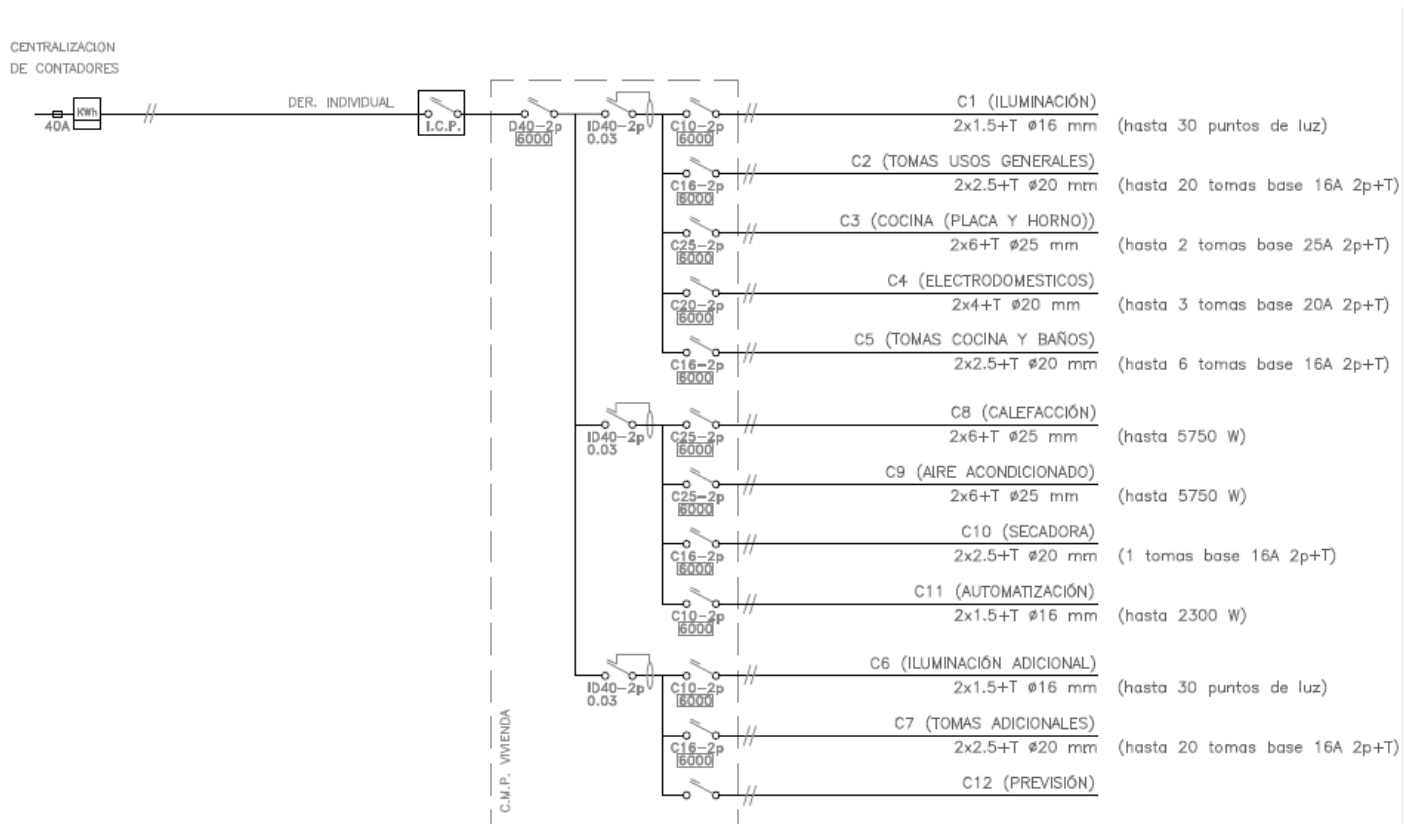 CENTRALIZACION
DE CONTADORES
40A
KWh
DER. INDIVIDUAL
I.C.P.
D40-2p
6000
ID40-2p
0.03
C10-2p
6000
C1 (ILUMINACIÓN)
2x1.5+T ø16 mm (hasta 30 puntos de luz)
C16-2p
6000
C2 (TOMAS USOS GENERALES)
2x2.5+T ø20 mm (hasta 20 tomas base 16A 2p+T)
C25-2p
6000
C3 (COCINA (PLACA Y HORNO))
2x6+T ø25 mm (hasta 2 tomas base 25A 2p+T)
C20-2p
6000
C4 (ELECTRODOMESTICOS)
2x4+T ø20 mm (hasta 3 tomas base 20A 2p+T)
C16-2p
6000
C5 (TOMAS COCINA Y BAÑOS)
2x2.5+T ø20 mm (hasta 6 tomas base 16A 2p+T)
ID40-2p
0.03
C25-2p
6000
C8 (CALEFACCIÓN)
2x6+T ø25 mm (hasta 5750 W)
C25-2p
6000
C9 (AIRE ACONDICIONADO)
2x6+T ø25 mm (hasta 5750 W)
C16-2p
6000
C10 (SECADORA)
2x2.5+T ø20 mm (1 tomas base 16A 2p+T)
C10-2p
6000
C11 (AUTOMATIZACIÓN)
2x1.5+T ø16 mm (hasta 2300 W)
ID40-2p
0.03
C10-2p
6000
C6 (ILUMINACIÓN ADICIONAL)
2x1.5+T ø16 mm (hasta 30 puntos de luz)
C16-2p
6000
C7 (TOMAS ADICIONALES)
2x2.5+T ø20 mm (hasta 20 tomas base 16A 2p+T)
C12 (PREVISIÓN)
C.M.P. VIVIENDA